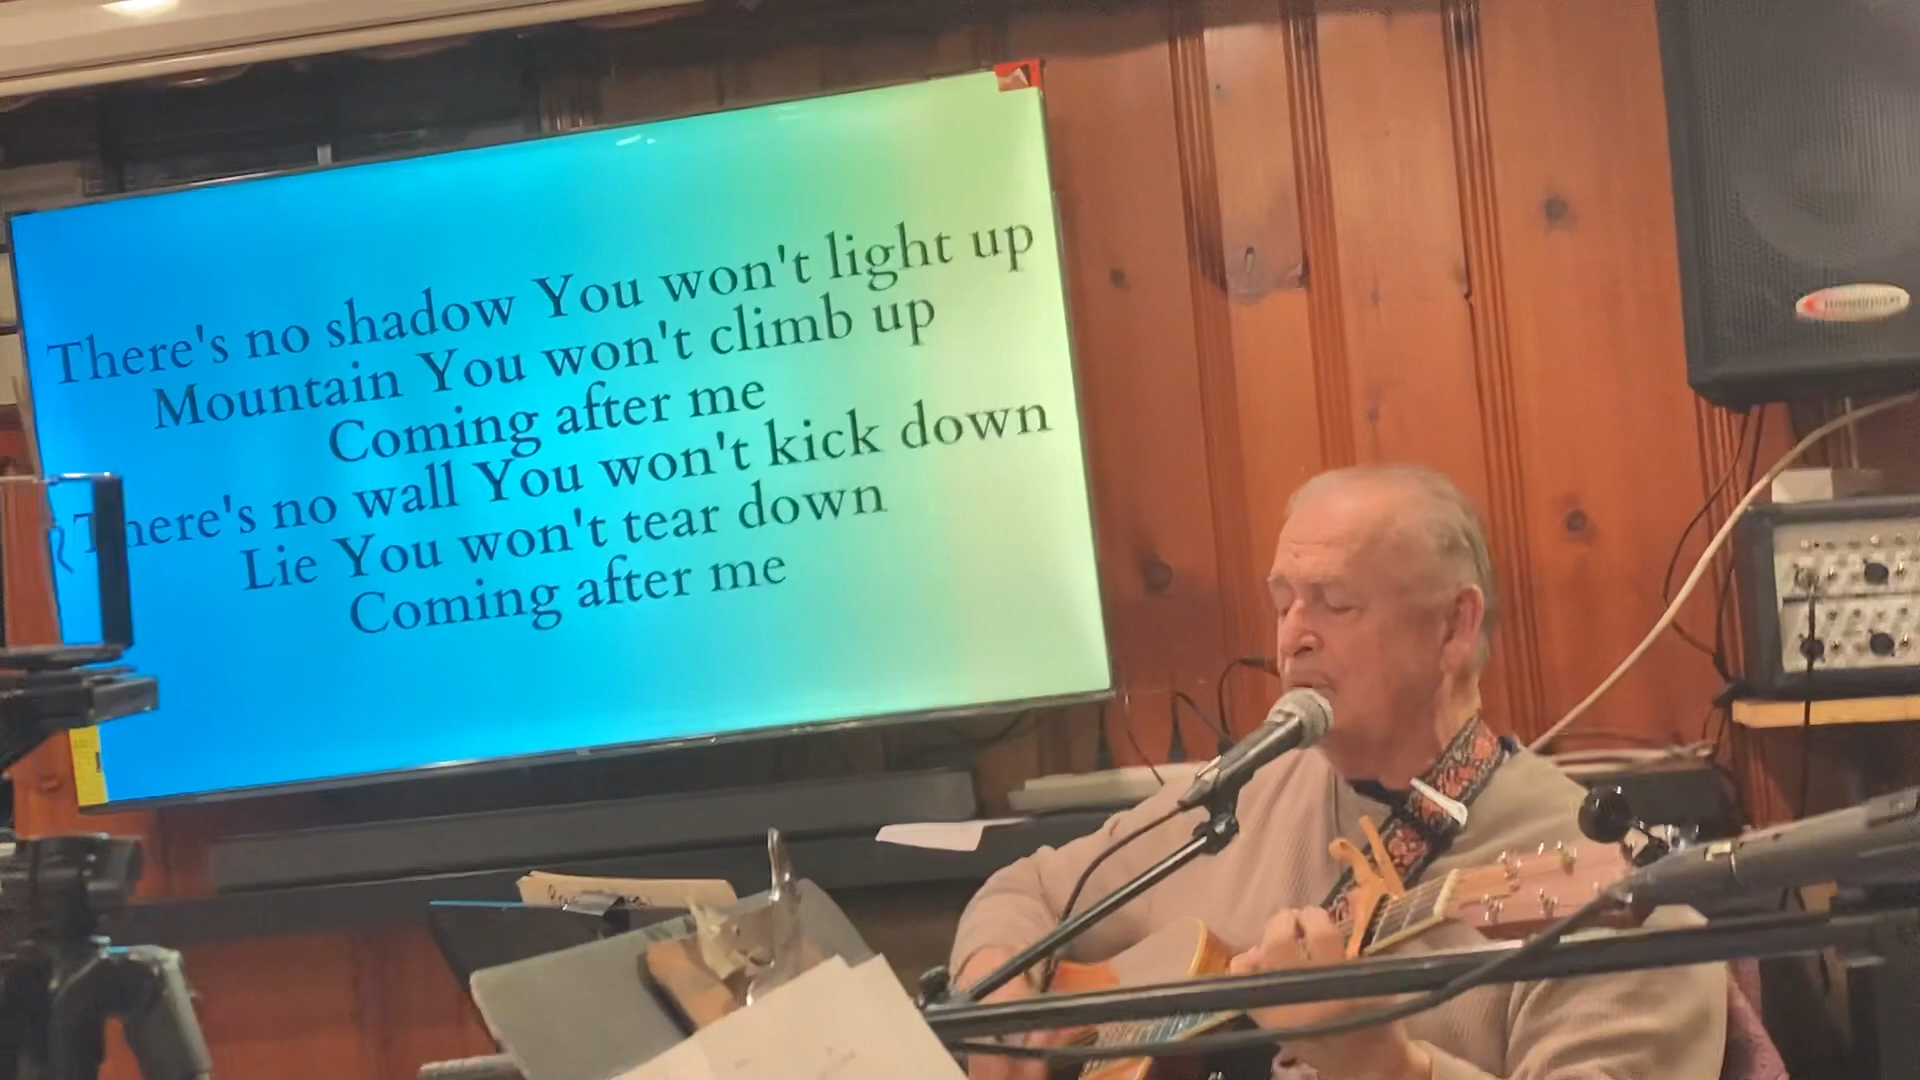 There's no shadow You won't light up
Mountain You won't climb up
Coming after me
There's no wall You won't kick down
Lie You won't tear down
Coming after me